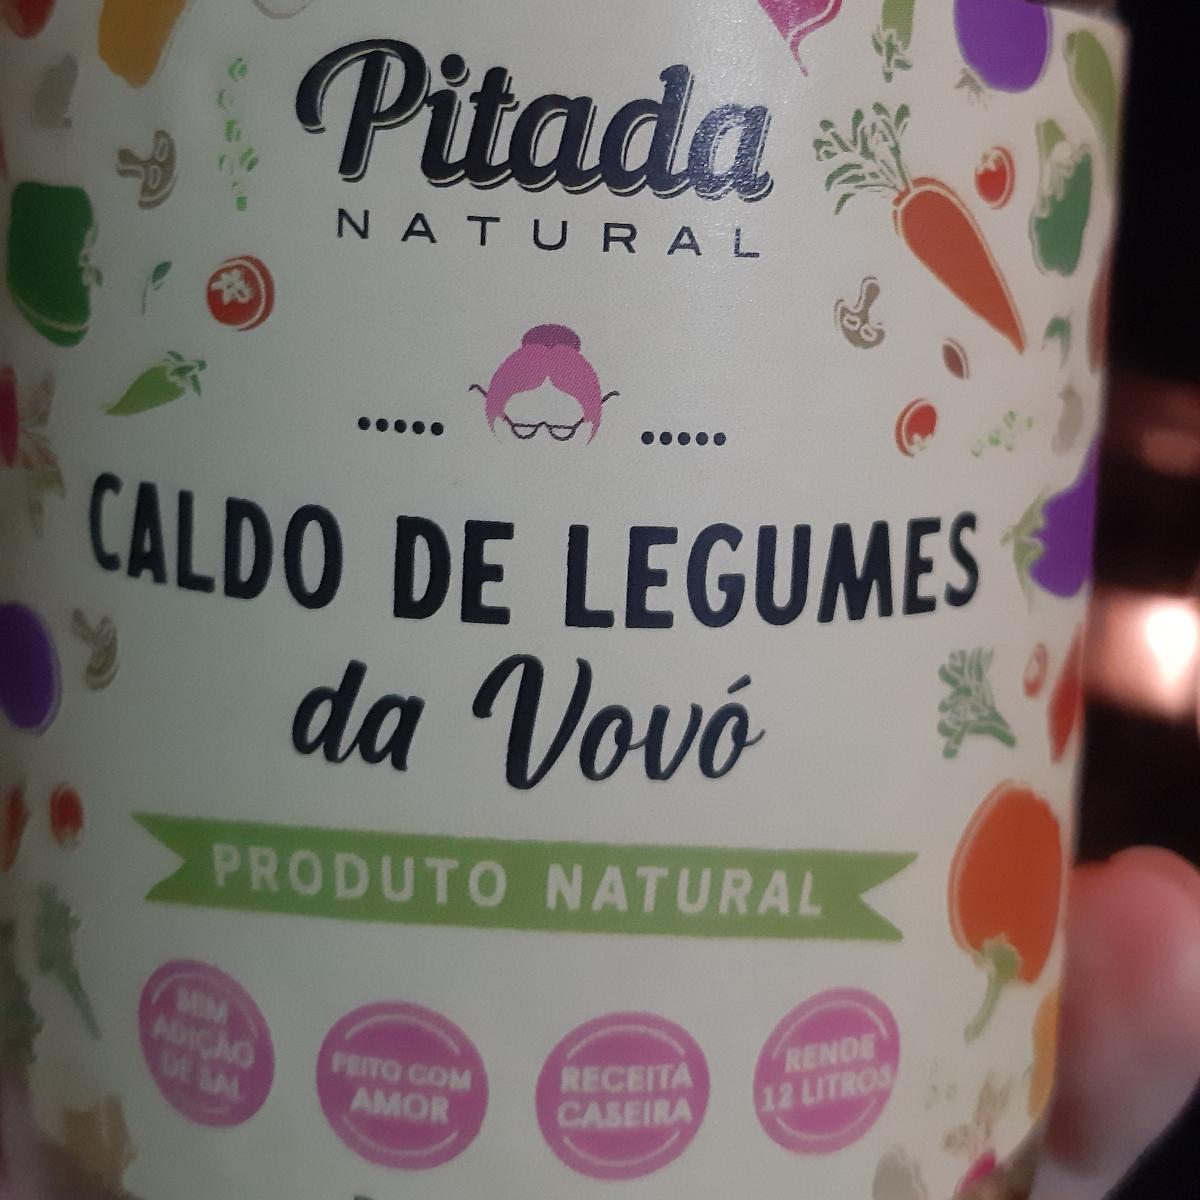 Pitada
NATURAL
CALDO DE LEGUMES
da Vovó
PRODUTO NATURAL
SEM
ADIÇÃO
DE SAL
FEITO COM
AMOR
RECEITA
CASEIRA
RENDE
12 LITROS